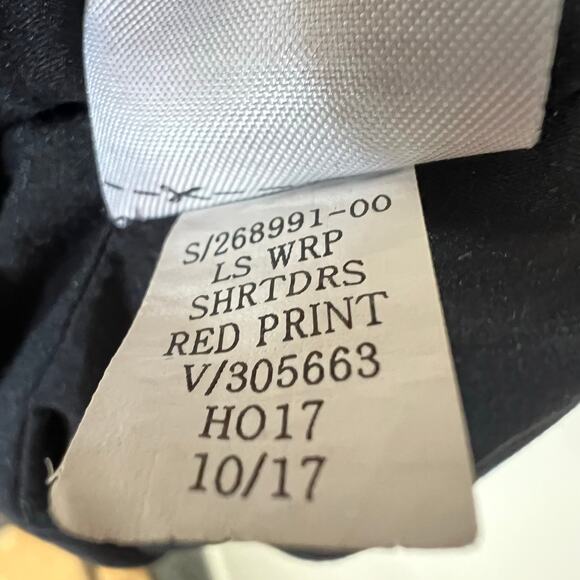 S/268991-00
LS WRP
SHRTDRS
RED PRINT
V/305663
HO17
10/17